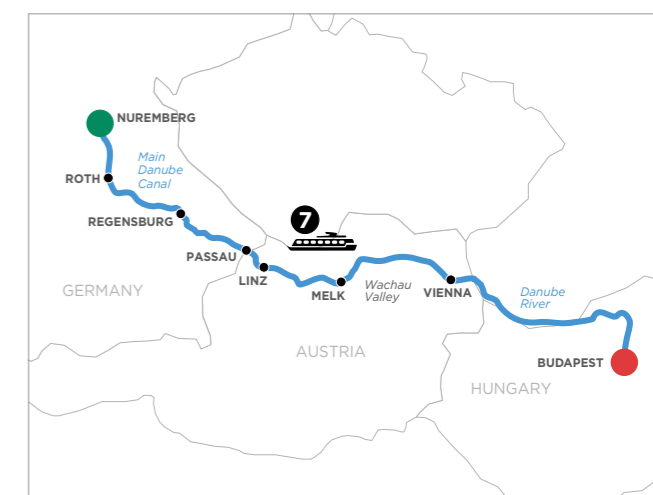 NUREMBERG
Main
Danube
Canal
ROTH
REGENSBURG
7
PASSAU
LINZ
MELK
Wachau
Valley
VIENNA
Danube
River
GERMANY
AUSTRIA
BUDAPEST
HUNGARY